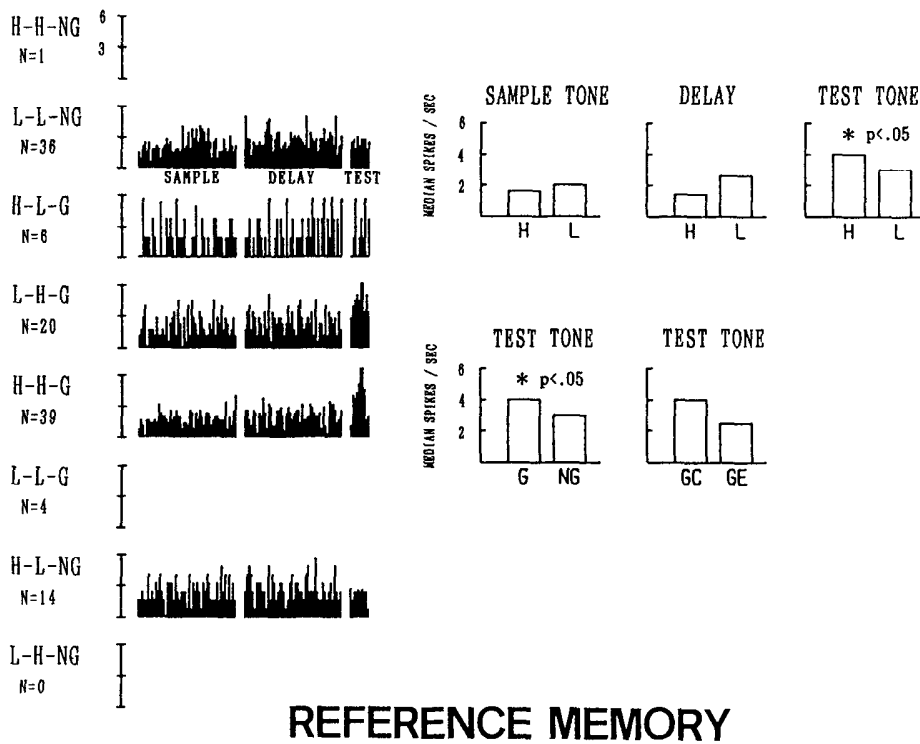 H-H-NG
N=1
6
3
L-L-NG
N=36
SAMPLE DELAY TEST
H-L-G
N=6
L-H-G
N=20
H-H-G
N=39
L-L-G
N=4
H-L-NG
N=14
L-H-NG
N=0
SAMPLE TONE
MEDIAN SPIKES / SEC
6
4
2
H L
DELAY
H L
TEST TONE
* p<.05
H L
TEST TONE
MEDIAN SPIKES / SEC
6
4
2
* p<.05
G NG
TEST TONE
GC GE
REFERENCE MEMORY